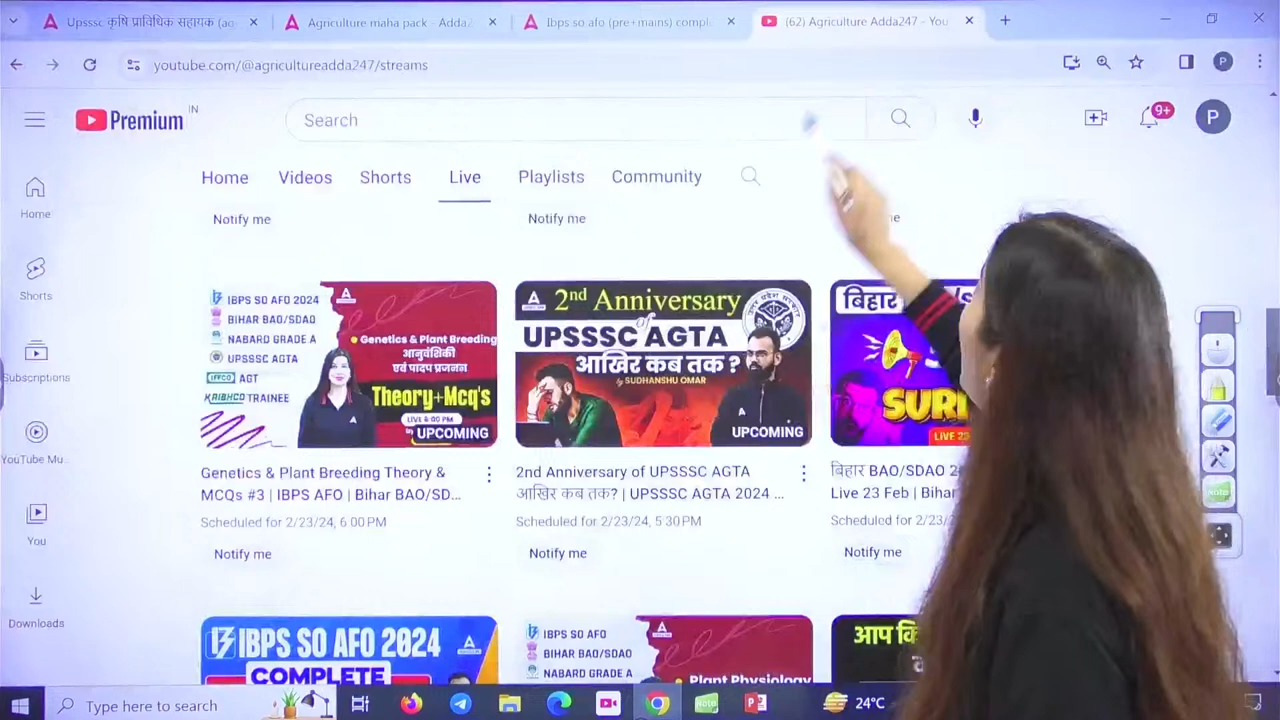 Upsssc कृषि प्राविधिक सहायक (ag
Agriculture maha pack - Adda2
Ibps so afo (pre+mains) compl
(62) Agriculture Adda247 - You
youtube.com/@agricultureadda247/streams
P
Premium IN
Search
9+
P
Home Videos Shorts Live Playlists Community
Notify me Notify me
Home
Shorts
Subscriptions
YouTube Mu...
You
Downloads
IBPS SO AFO 2024
BIHAR BAO/SDAO
NABARD GRADE A
UPSSSC AGTA
IFFCO AGT
KRIBHCO TRAINEE
Genetics & Plant Breeding
आनुवंशिकी
एवं पादप प्रजनन
Theory+Mcq's
LIVE 6:00 PM
UPCOMING
Genetics & Plant Breeding Theory &
MCQs #3 | IBPS AFO | Bihar BAO/SD...
Scheduled for 2/23/24, 6:00 PM
Notify me
2nd Anniversary
of
UPSSSC AGTA
आखिर कब तक ?
by SUDHANSHU OMAR
UPCOMING
2nd Anniversary of UPSSSC AGTA
आखिर कब तक? | UPSSSC AGTA 2024 ...
Scheduled for 2/23/24, 5:30 PM
Notify me
बिहार
LIVE
बिहार BAO/SDAO
Live 23 Feb | Bihar
Scheduled for 2/23/
Notify me
IBPS SO AFO 2024
COMPLETE
IBPS SO AFO
BIHAR BAO/SDAO
NABARD GRADE A
Plant Physiology
आप
Type here to search
note
24°C